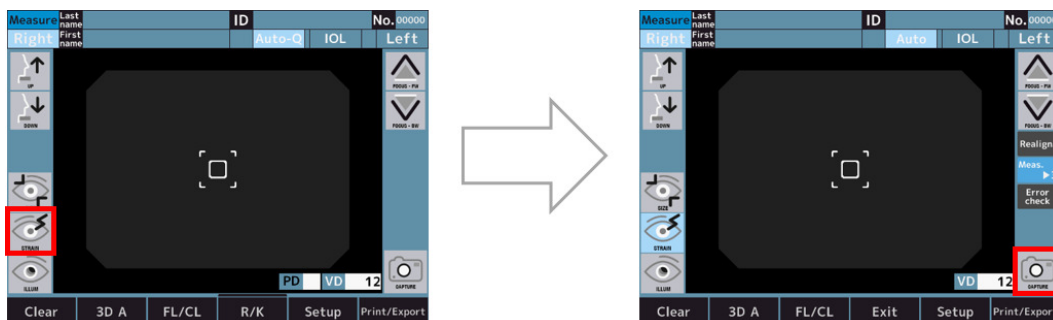 Measure Last name ID No. 00000
Right First name Auto-Q IOL Left
UP
FOCUS - FW
DOWN
FOCUS - BW
STRAIN
ILLUM
CAPTURE
PD VD 12
Clear 3D A FL/CL R/K Setup Print/Export
Measure Last name ID No. 0000
Right First name Auto IOL Left
UP
FOCUS - FW
DOWN
FOCUS - BW
Realign
Meas.
Error check
SIZE
STRAIN
ILLUM
CAPTURE
VD 12
Clear 3D A FL/CL Exit Setup Print/Expor